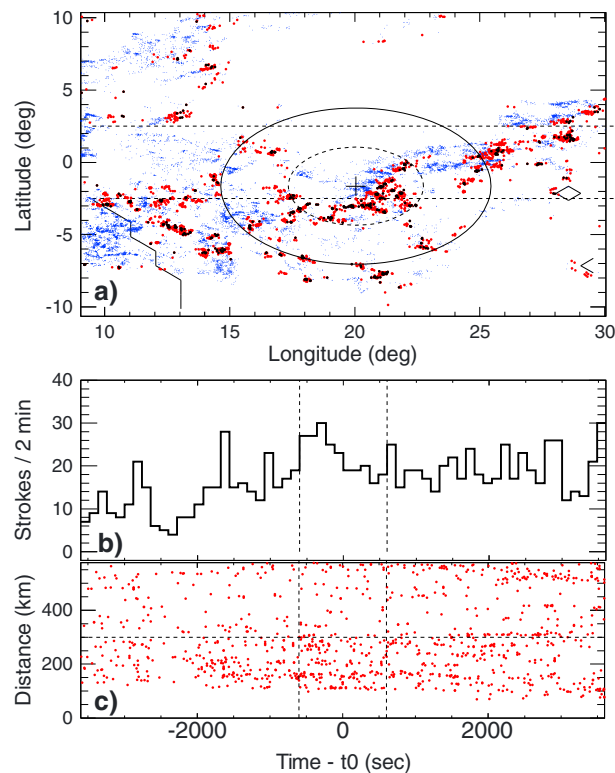 10
5
0
-5
-10
Latitude (deg)
a)
10 15 20 25 30
Longitude (deg)
40
30
20
10
0
Strokes / 2 min
b)
400
200
0
Distance (km)
c)
-2000 0 2000
Time - t0 (sec)